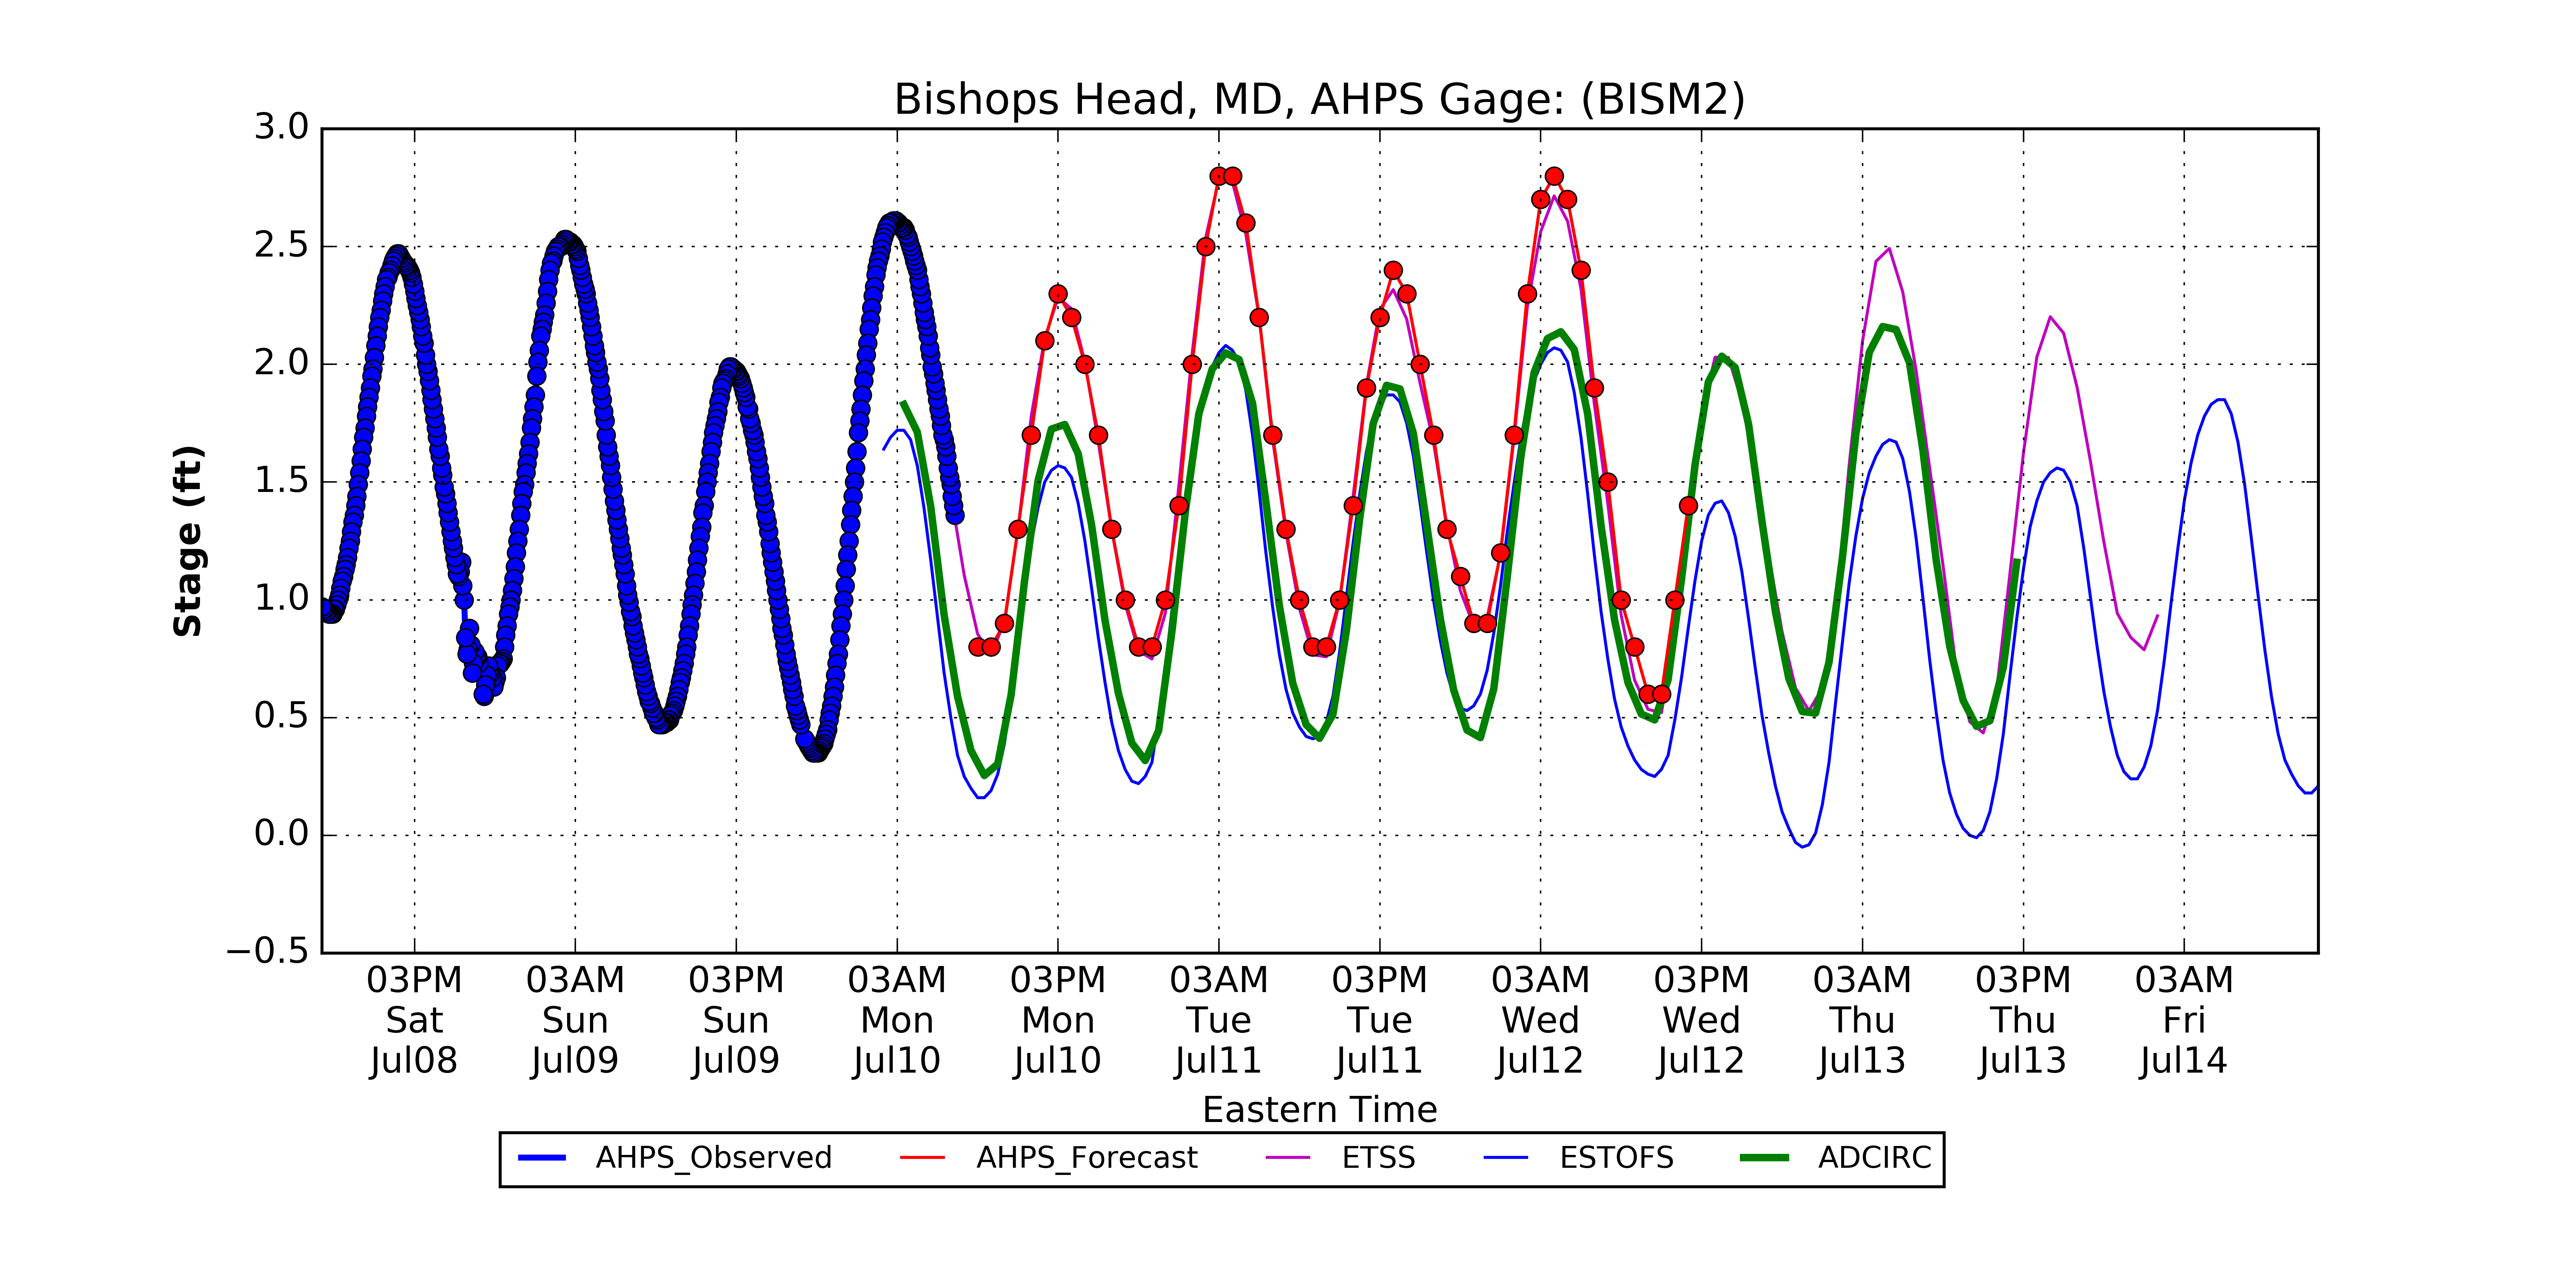 Bishops Head, MD, AHPS Gage: (BISM2)
3.0
2.5
2.0
1.5
1.0
0.5
0.0
−0.5
Stage (ft)
03PM 03AM 03PM 03AM 03PM 03AM 03PM 03AM 03PM 03AM 03PM 03AM
Sat Sun Sun Mon Mon Tue Tue Wed Wed Thu Thu Fri
Jul08 Jul09 Jul09 Jul10 Jul10 Jul11 Jul11 Jul12 Jul12 Jul13 Jul13 Jul14
Eastern Time
AHPS_Observed AHPS_Forecast ETSS ESTOFS ADCIRC